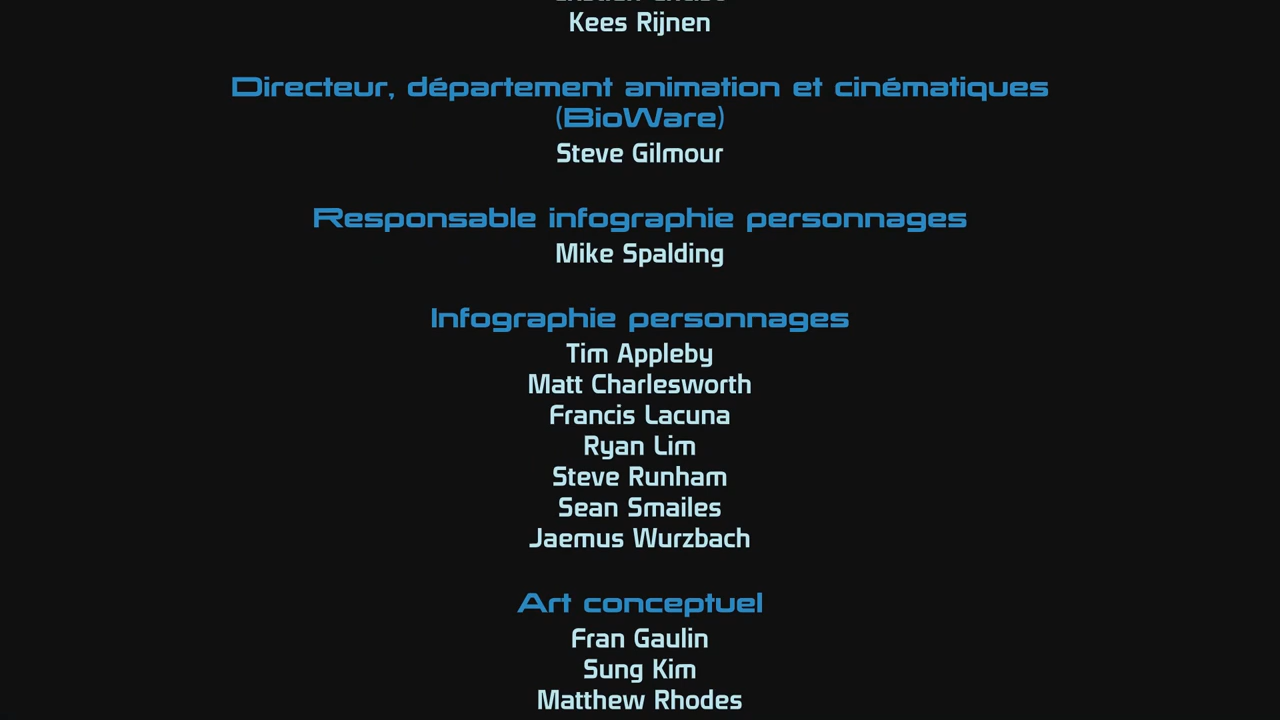 Kees Rijnen
Directeur, département animation et cinématiques
(BioWare)
Steve Gilmour
Responsable infographie personnages
Mike Spalding
Infographie personnages
Tim Appleby
Matt Charlesworth
Francis Lacuna
Ryan Lim
Steve Runham
Sean Smailes
Jaemus Wurzbach
Art conceptuel
Fran Gaulin
Sung Kim
Matthew Rhodes